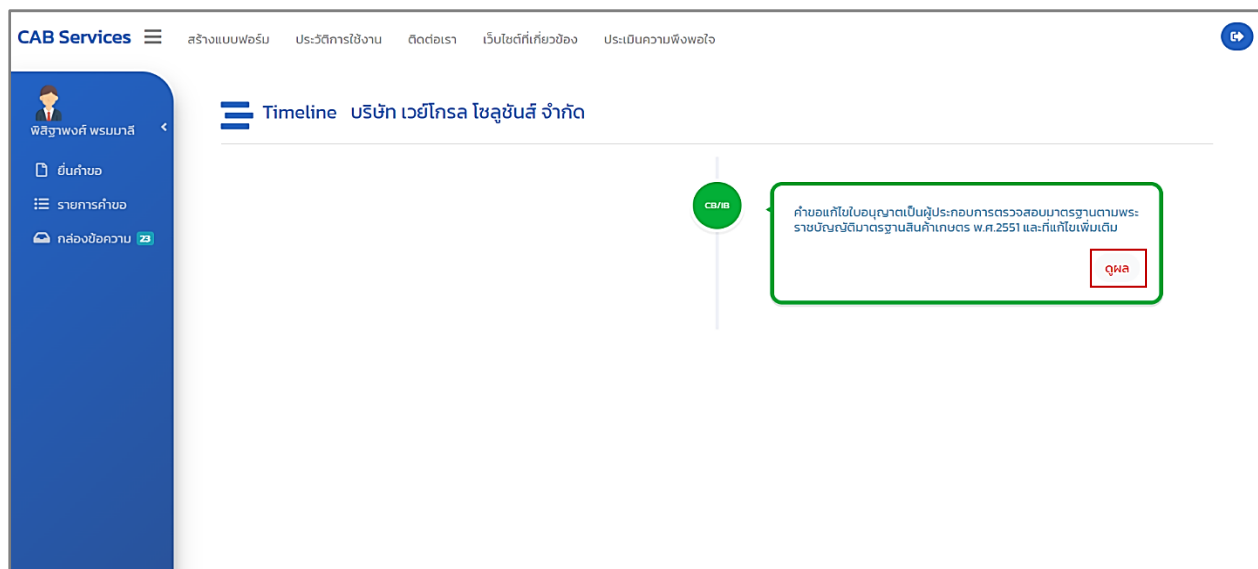 CAB Services
สร้างแบบฟอร์ม ประวัติการใช้งาน ติดต่อเรา เว็บไซต์ที่เกี่ยวข้อง ประเมินความพึงพอใจ
พิสิฐาพงศ์ พรมมาลี
ยื่นคำขอ
รายการคำขอ
กล่องข้อความ 23
Timeline บริษัท เวย์โกรล โซลูชันส์ จำกัด
CB/IB
คำขอแก้ไขใบอนุญาตเป็นผู้ประกอบการตรวจสอบมาตรฐานตามพระ
ราชบัญญัติมาตรฐานสินค้าเกษตร พ.ศ.2551 และที่แก้ไขเพิ่มเติม
ดูผล